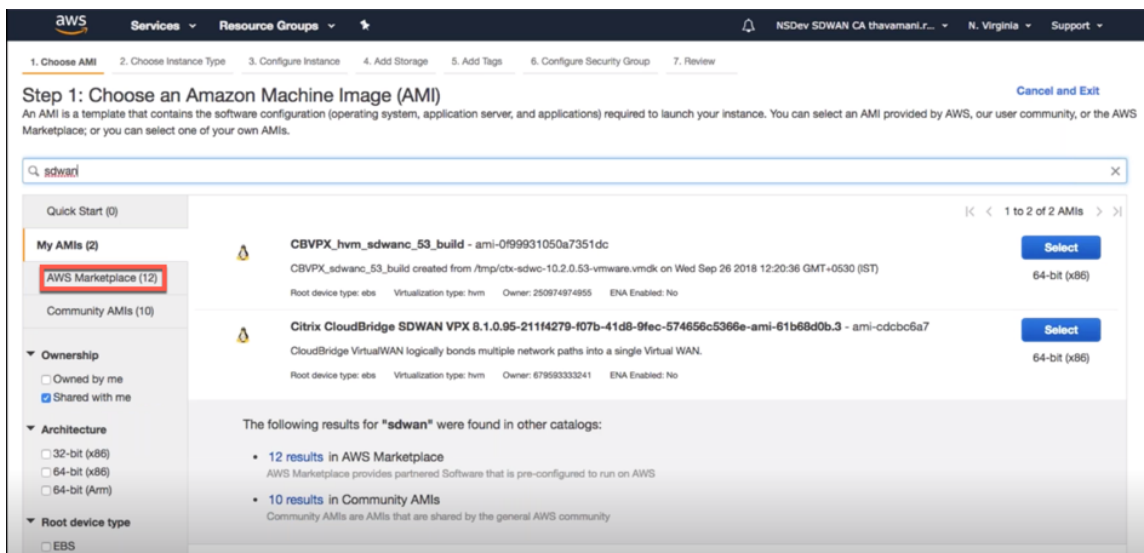 aws Services Resource Groups NSDev SDWAN CA thavamani.r... N. Virginia Support
1. Choose AMI 2. Choose Instance Type 3. Configure Instance 4. Add Storage 5. Add Tags 6. Configure Security Group 7. Review
Step 1: Choose an Amazon Machine Image (AMI)
Cancel and Exit
An AMI is a template that contains the software configuration (operating system, application server, and applications) required to launch your instance. You can select an AMI provided by AWS, our user community, or the AWS
Marketplace; or you can select one of your own AMIs.
sdwan
Quick Start (0)
My AMIs (2)
AWS Marketplace (12)
Community AMIs (10)
Ownership
Owned by me
Shared with me
Architecture
32-bit (x86)
64-bit (x86)
64-bit (Arm)
Root device type
EBS
1 to 2 of 2 AMIs
CBVPX_hvm_sdwanc_53_build - ami-0f99931050a7351dc
Select
CBVPX_sdwanc_53_build created from /tmp/ctx-sdwc-10.2.0.53-vmware.vmdk on Wed Sep 26 2018 12:20:36 GMT+0530 (IST)
64-bit (x86)
Root device type: ebs Virtualization type: hvm Owner: 250974974955 ENA Enabled: No
Citrix CloudBridge SDWAN VPX 8.1.0.95-211f4279-f07b-41d8-9fec-574656c5366e-ami-61b68d0b.3 - ami-cdcbc6a7
Select
CloudBridge VirtualWAN logically bonds multiple network paths into a single Virtual WAN.
64-bit (x86)
Root device type: ebs Virtualization type: hvm Owner: 679593333241 ENA Enabled: No
The following results for "sdwan" were found in other catalogs:
12 results in AWS Marketplace
AWS Marketplace provides partnered Software that is pre-configured to run on AWS
10 results in Community AMIs
Community AMIs are AMIs that are shared by the general AWS community